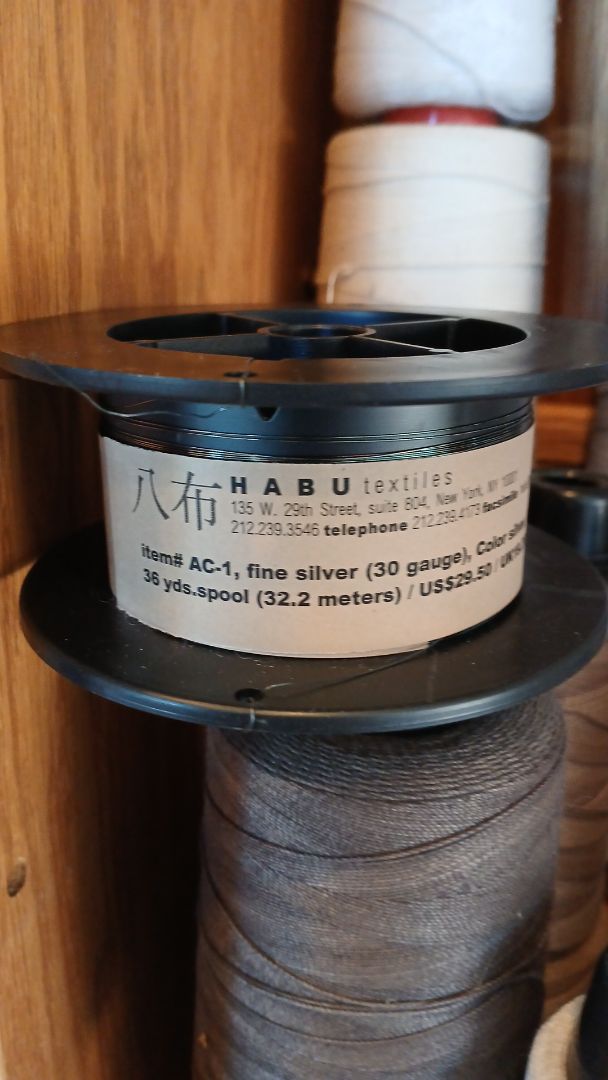 八布 HABU textiles
135 W. 29th Street, suite 804, New York, NY
212.239.3546 telephone 212.239.4173 facsimile
item# AC-1, fine silver (30 gauge), Color silver
36 yds.spool (32.2 meters) / US$29.50 /